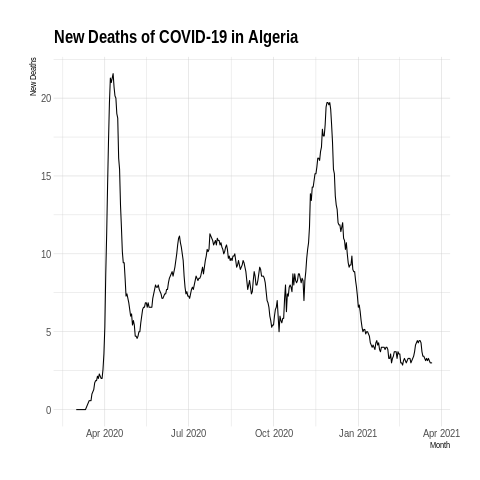 New Deaths of COVID-19 in Algeria
New Deaths
20
15
10
5
0
Apr 2020 Jul 2020 Oct 2020 Jan 2021 Apr 2021
Month